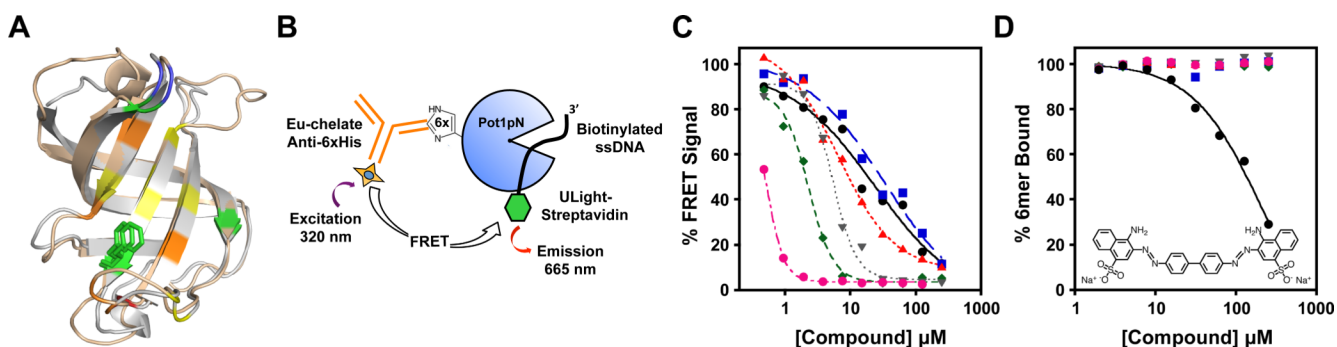 A
B
HN
N
6x
Pot1pN
3'
Eu-chelate
Anti-6xHis
Biotinylated
ssDNA
Excitation
320 nm
FRET
ULight-
Streptavidin
Emission
665 nm
C
% FRET Signal
100
80
60
40
20
0
1
10
100
1000
[Compound] µM
D
% 6mer Bound
100
80
60
40
20
0
1
10
100
1000
[Compound] µM
NH₂
N
N
O
S
O
O⁻
Na⁺
H₂N
N
N
O
S
O
O⁻
Na⁺